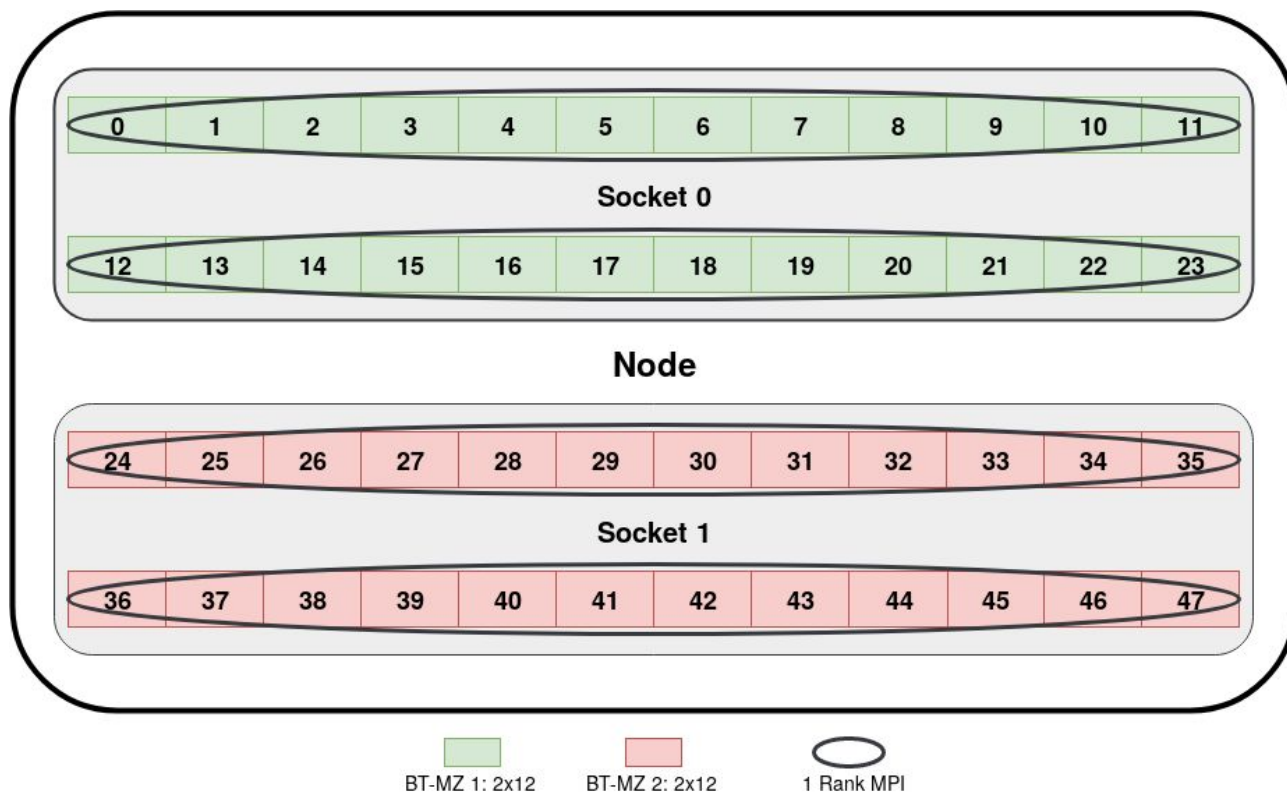 0 1 2 3 4 5 6 7 8 9 10 11
Socket 0
12 13 14 15 16 17 18 19 20 21 22 23
Node
24 25 26 27 28 29 30 31 32 33 34 35
Socket 1
36 37 38 39 40 41 42 43 44 45 46 47
BT-MZ 1: 2x12 BT-MZ 2: 2x12 1 Rank MPI